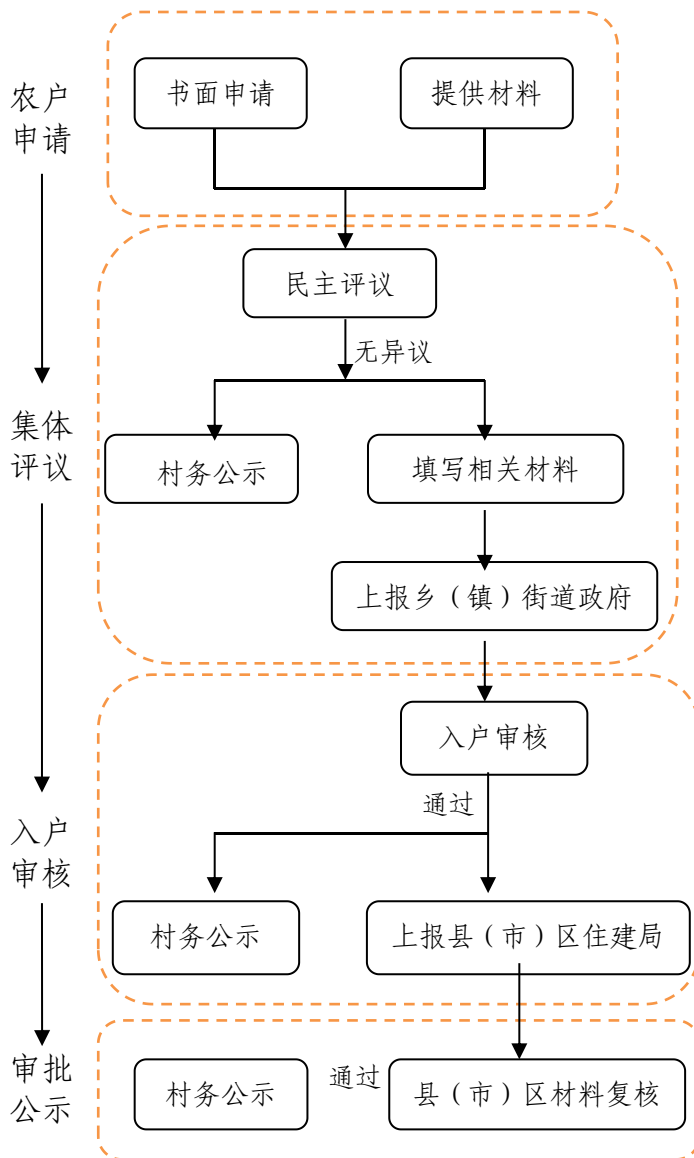 农户
申请
书面申请
提供材料
民主评议
无异议
集体
评议
村务公示
填写相关材料
上报乡（镇）街道政府
入户审核
通过
入户
审核
村务公示
上报县（市）区住建局
审批
公示
村务公示
通过
县（市）区材料复核